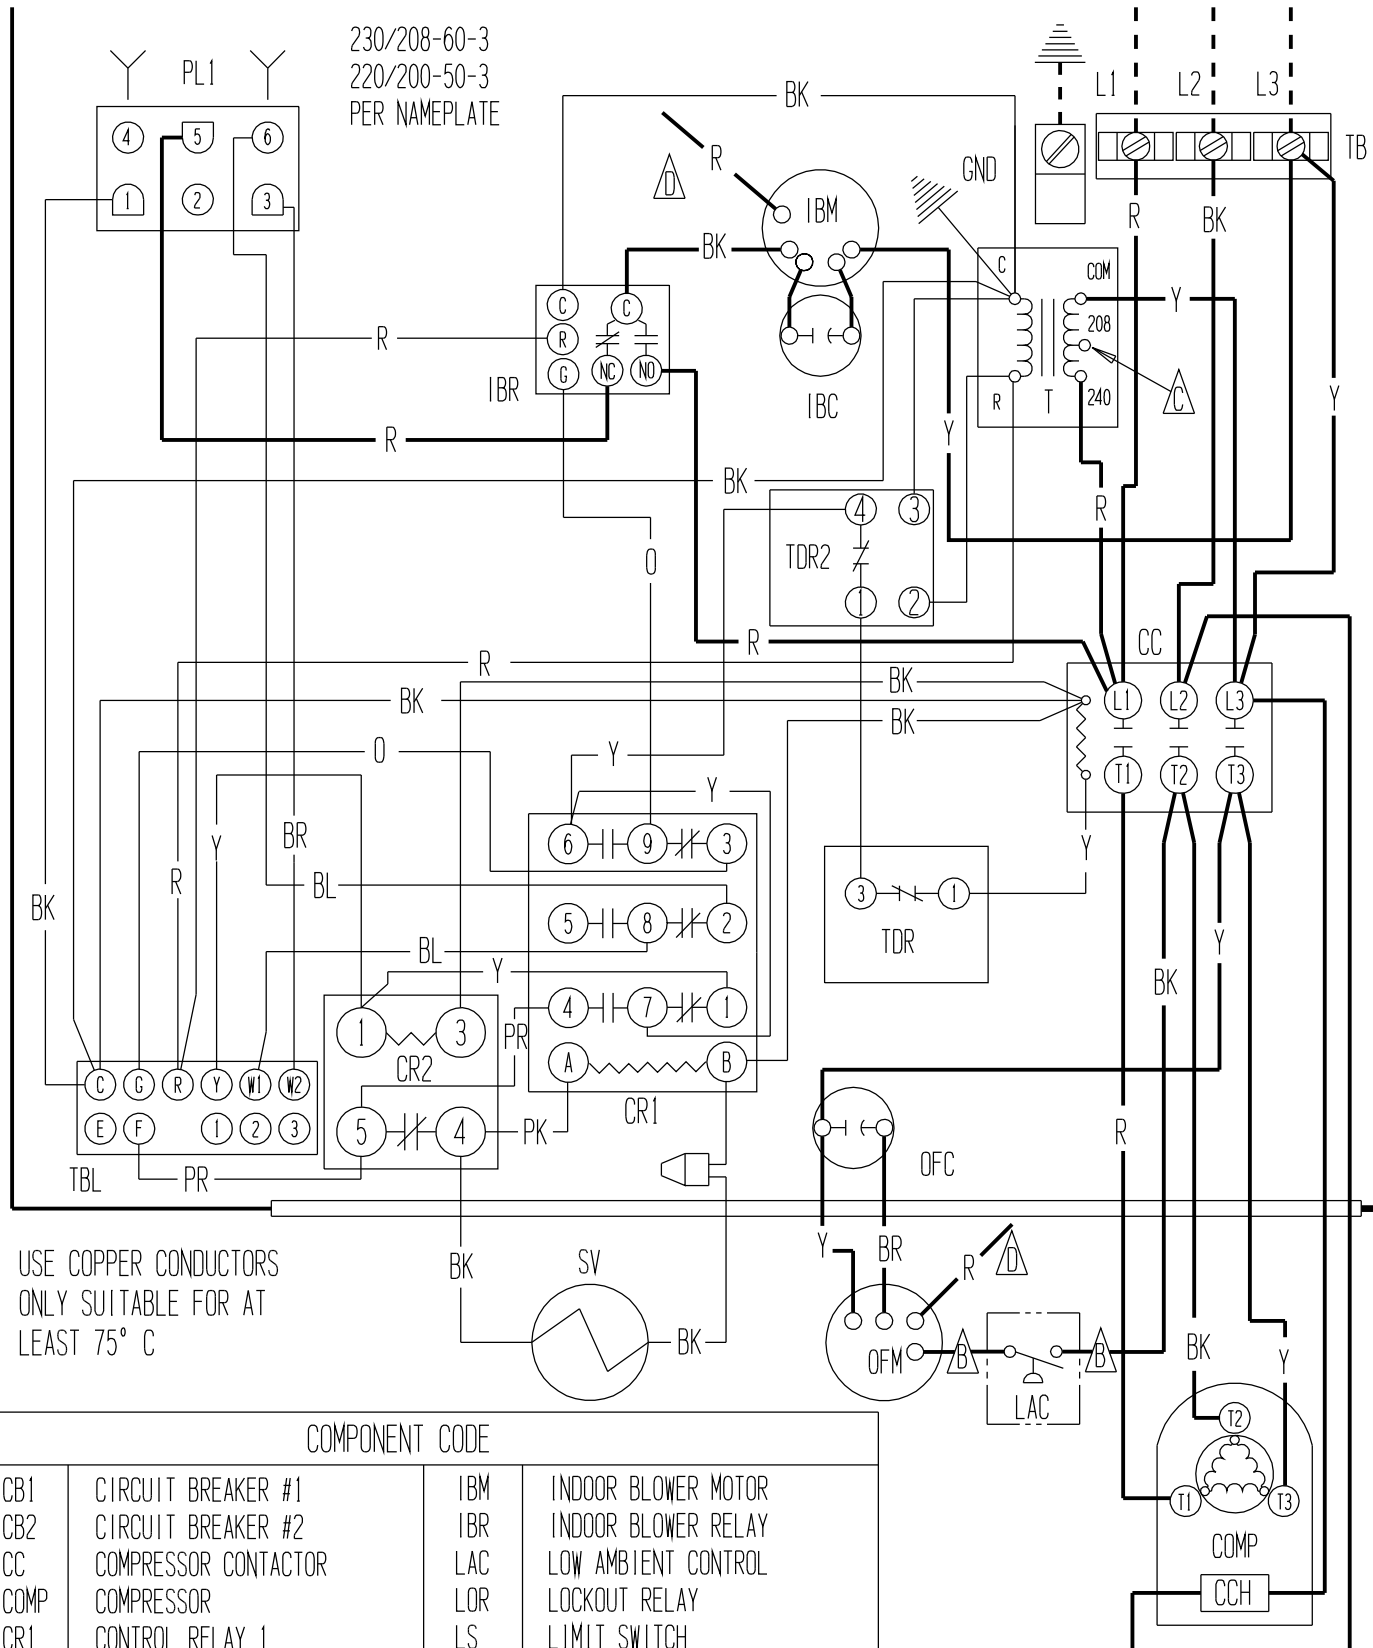 230/208-60-3
220/200-50-3
PER NAMEPLATE
PL1
4 5 6
1 2 3
BK
R
D
IBM
GND
L1 L2 L3
TB
R
BK
BK
C
R
G
C
NC NO
IBR
IBC
R
R
C
COM
208
240
R
T
Y
C
Y
Y
R
BK
4 3
TDR2
1 2
O
R
R
CC
BK
BK
BK
L1 L2 L3
T1 T2 T3
O
Y
Y
Y
BR
R
BL
BK
6 9 3
5 8 2
4 7 1
A B
CR1
3 1
TDR
Y
BL
Y
PR
1 3
CR2
5 4
PK
C G R Y W1 W2
E F 1 2 3
TBL
PR
BK
Y
R
OFC
Y
BR
R
D
USE COPPER CONDUCTORS
ONLY SUITABLE FOR AT
LEAST 75° C
BK
SV
BK
OFM
B
B
LAC
BK
Y
T2
T1 T3
COMP
CCH
COMPONENT CODE
CB1 CIRCUIT BREAKER #1 IBM INDOOR BLOWER MOTOR
CB2 CIRCUIT BREAKER #2 IBR INDOOR BLOWER RELAY
CC COMPRESSOR CONTACTOR LAC LOW AMBIENT CONTROL
COMP COMPRESSOR LOR LOCKOUT RELAY
CR1 CONTROL RELAY 1 LS LIMIT SWITCH